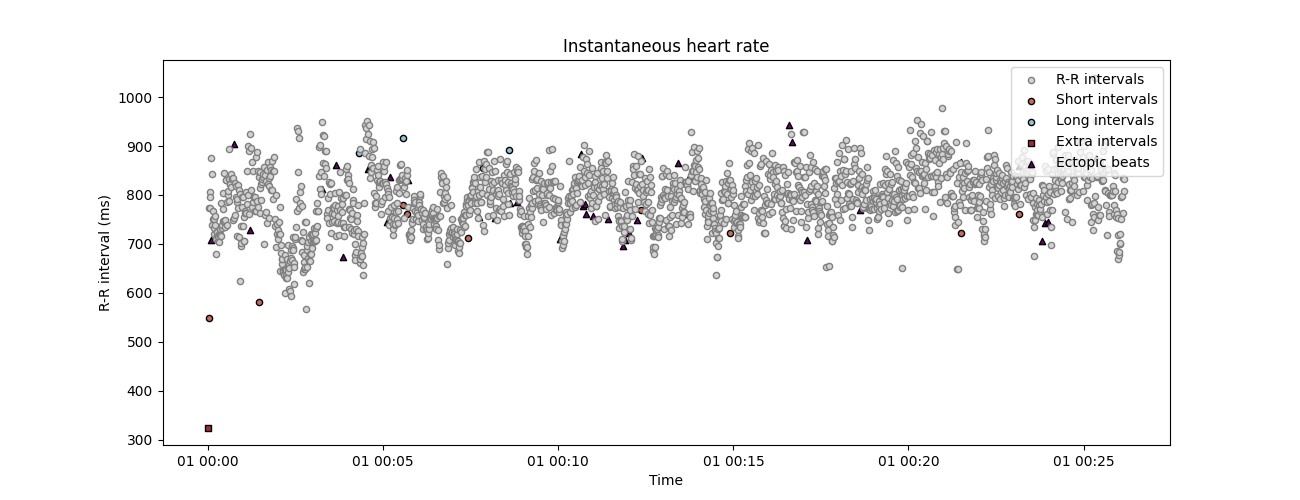 Instantaneous heart rate
R-R intervals
Short intervals
Long intervals
Extra intervals
Ectopic beats
1000
900
800
700
600
500
400
300
R-R interval (ms)
01 00:00 01 00:05 01 00:10 01 00:15 01 00:20 01 00:25
Time